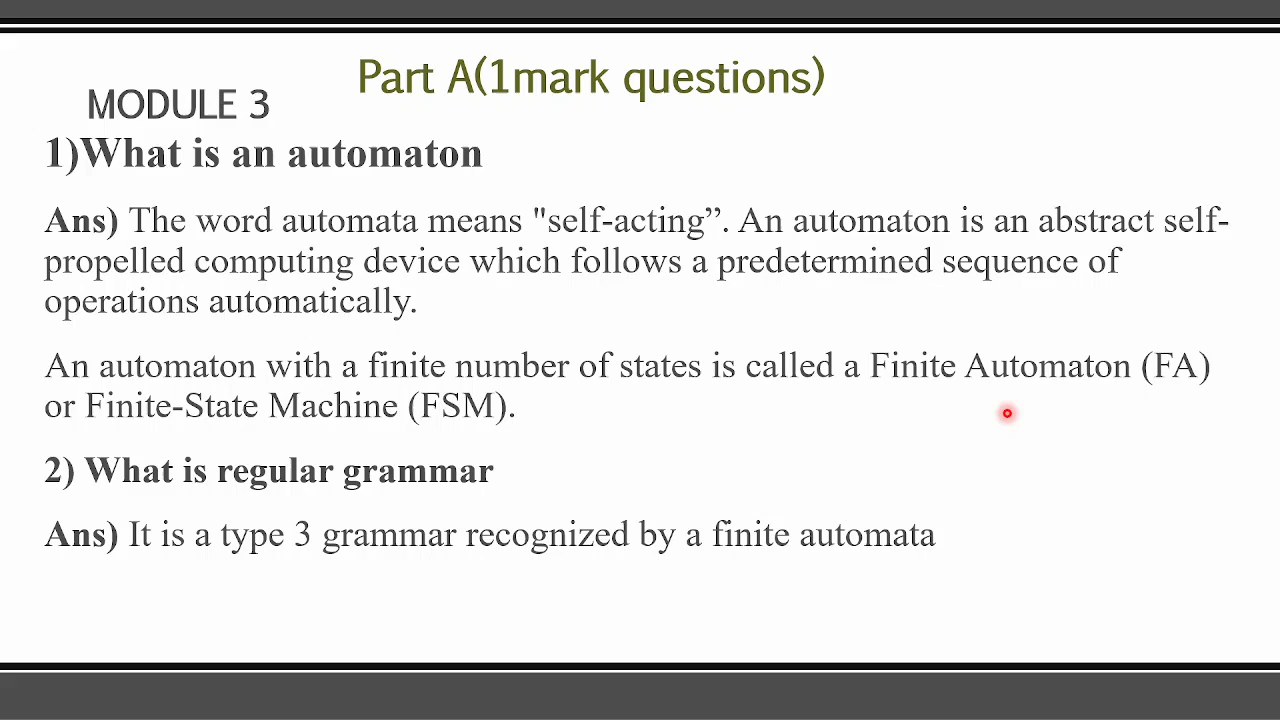 Part A(1mark questions)
MODULE 3
1)What is an automaton
Ans) The word automata means "self-acting”. An automaton is an abstract self-
propelled computing device which follows a predetermined sequence of
operations automatically.
An automaton with a finite number of states is called a Finite Automaton (FA)
or Finite-State Machine (FSM).
2) What is regular grammar
Ans) It is a type 3 grammar recognized by a finite automata